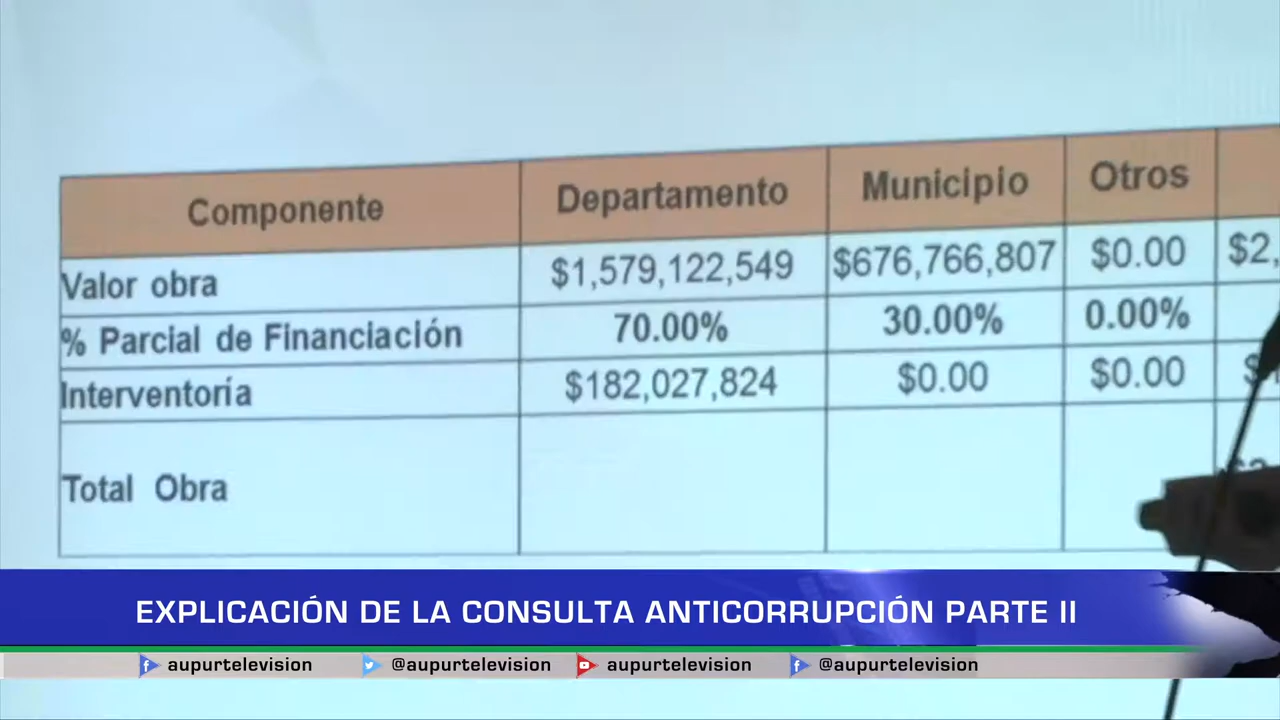 Componente Departamento Municipio Otros
Valor obra $1,579,122,549 $676,766,807 $0.00 $2,
% Parcial de Financiación 70.00% 30.00% 0.00%
Interventoría $182,027,824 $0.00 $0.00
Total Obra
EXPLICACIÓN DE LA CONSULTA ANTICORRUPCIÓN PARTE II
aupurtelevision @aupurtelevision aupurtelevision @aupurtelevision